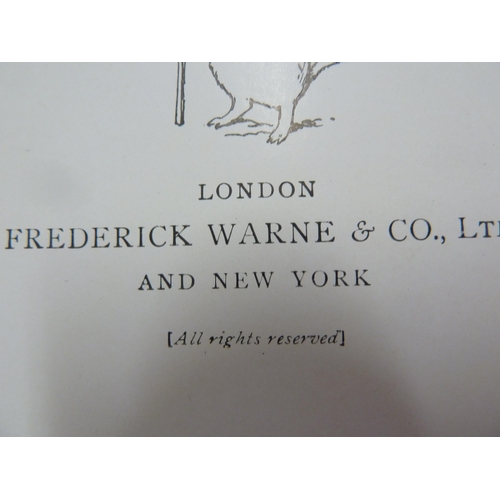 LONDON
FREDERICK WARNE & CO., LT
AND NEW YORK
[All rights reserved]